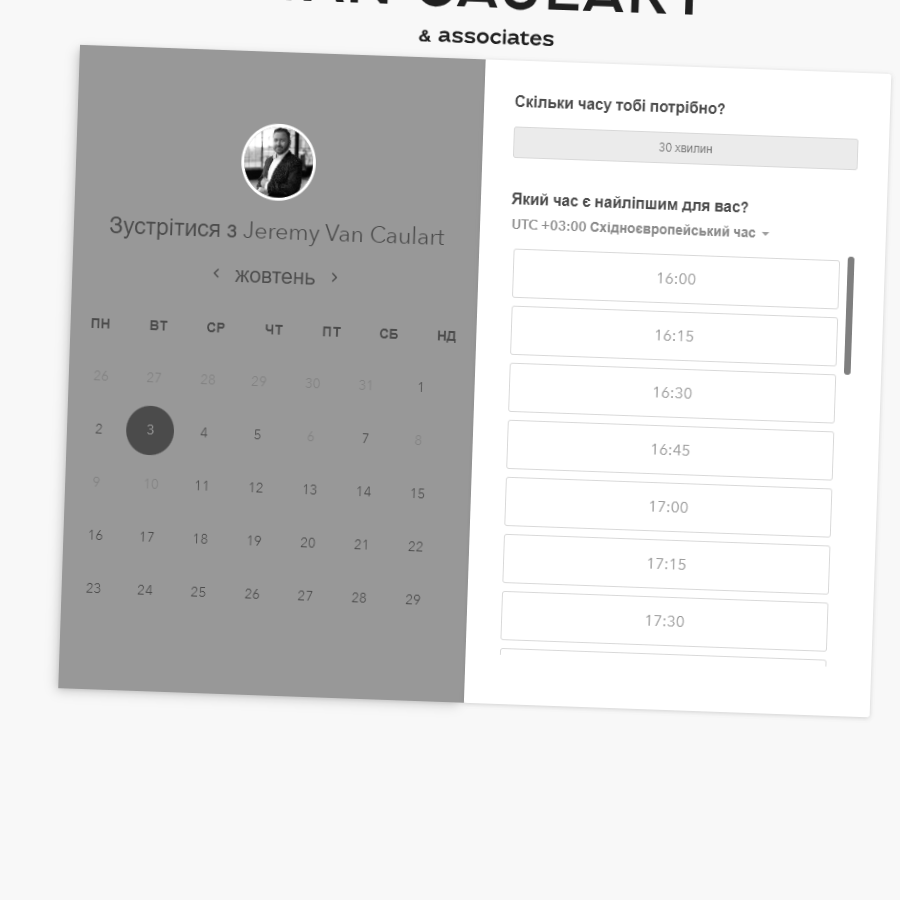 VAN CAULART
& associates
Зустрітися з Jeremy Van Caulart
жовтень
ПН ВТ СР ЧТ ПТ СБ НД
26 27 28 29 30 31 1
2 3 4 5 6 7 8
9 10 11 12 13 14 15
16 17 18 19 20 21 22
23 24 25 26 27 28 29
Скільки часу тобі потрібно?
30 хвилин
Який час є найліпшим для вас?
UTC +03:00 Східноєвропейський час
16:00
16:15
16:30
16:45
17:00
17:15
17:30